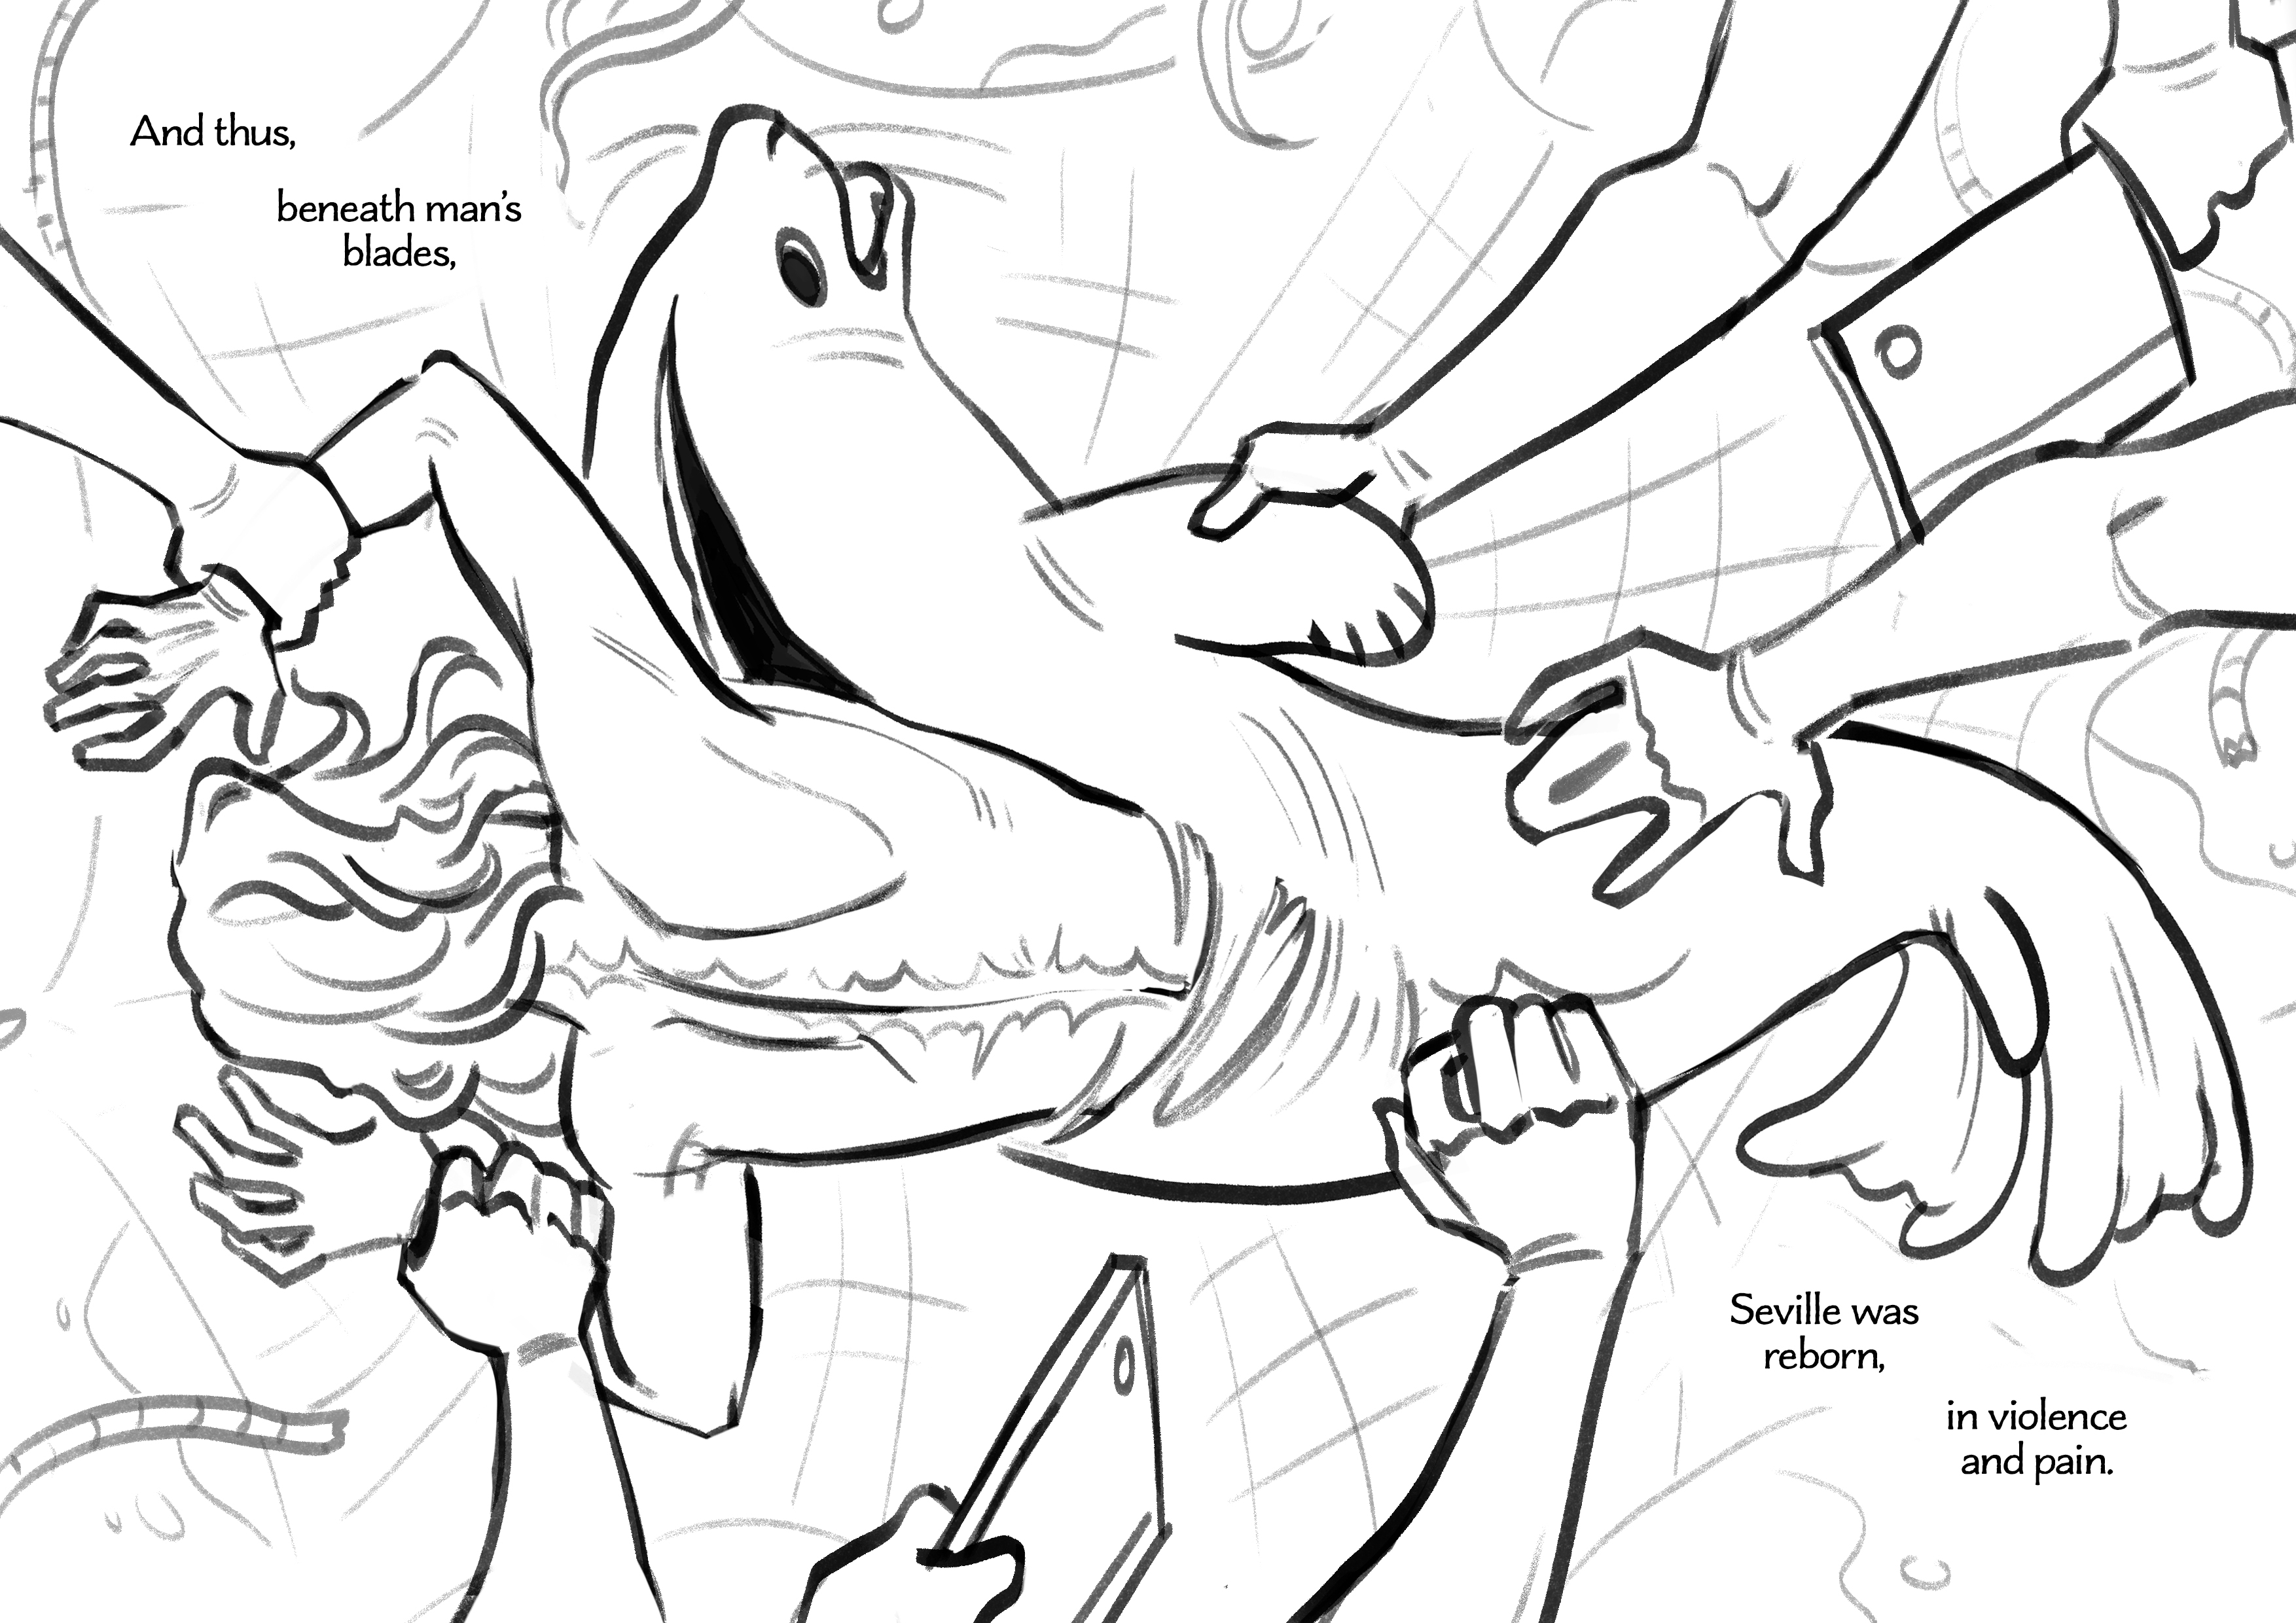 And thus,
beneath man's
blades,
Seville was
reborn,
in violence
and pain.